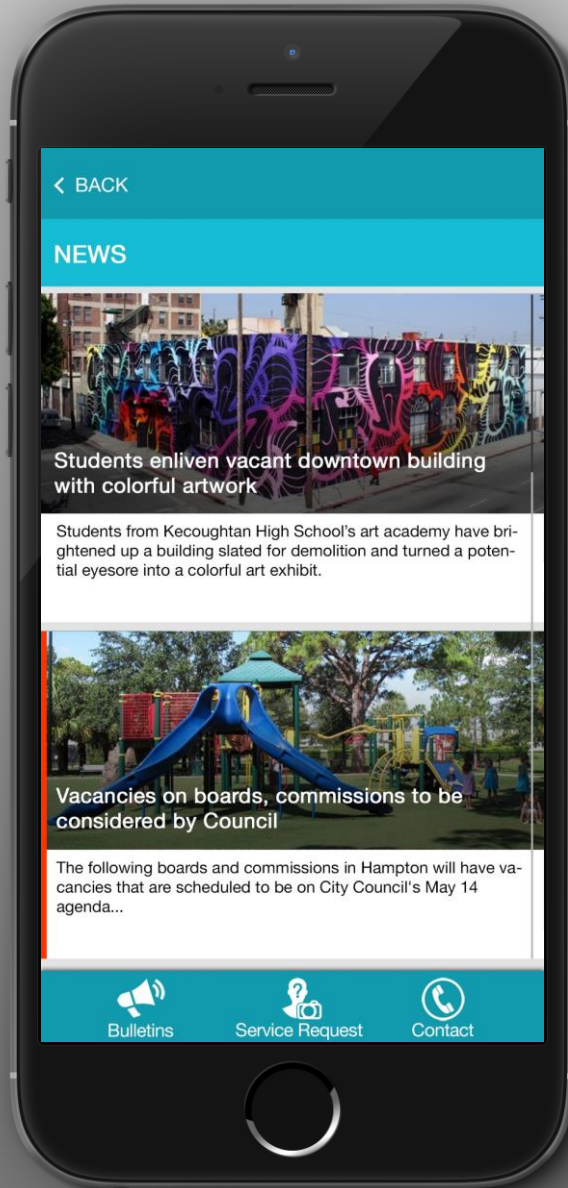 BACK
NEWS
Students enliven vacant downtown building
with colorful artwork
Students from Kecoughtan High School's art academy have bri-
ghtened up a building slated for demolition and turned a poten-
tial eyesore into a colorful art exhibit.
Vacancies on boards, commissions to be
considered by Council
The following boards and commissions in Hampton will have va-
cancies that are scheduled to be on City Council's May 14
agenda...
Bulletins Service Request Contact